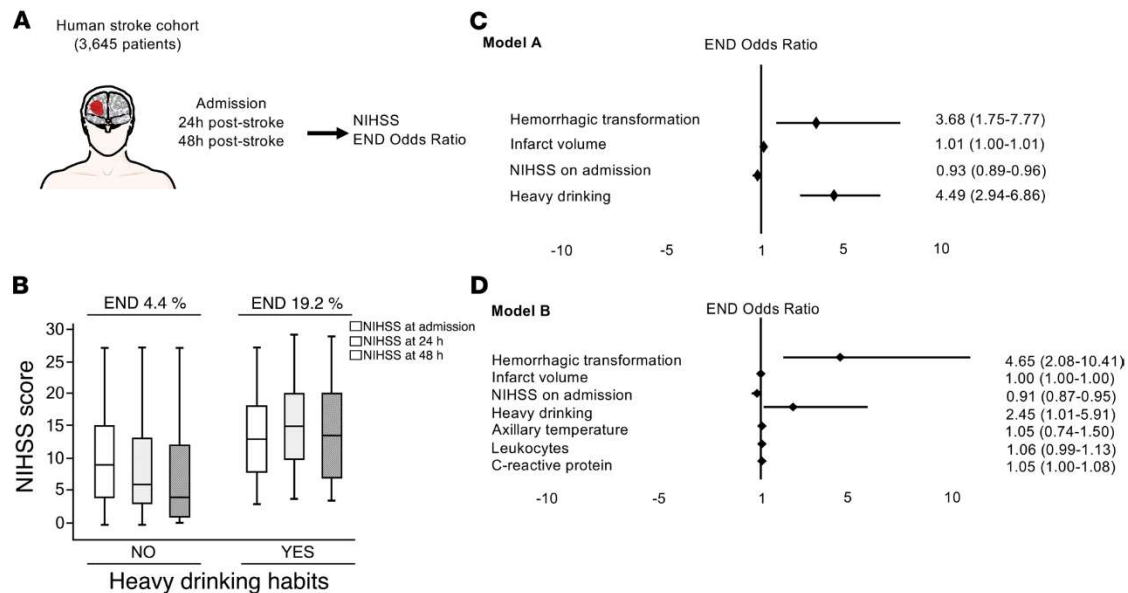 A
Human stroke cohort
(3,645 patients)
Admission
24h post-stroke
48h post-stroke
NIHSS
END Odds Ratio
B
END 4.4 %
END 19.2 %
NIHSS at admission
NIHSS at 24 h
NIHSS at 48 h
NIHSS score
30
25
20
15
10
5
0
NO
YES
Heavy drinking habits
C
Model A
END Odds Ratio
Hemorrhagic transformation 3.68 (1.75-7.77)
Infarct volume 1.01 (1.00-1.01)
NIHSS on admission 0.93 (0.89-0.96)
Heavy drinking 4.49 (2.94-6.86)
-10 -5 1 5 10
D
Model B
END Odds Ratio
Hemorrhagic transformation 4.65 (2.08-10.41)
Infarct volume 1.00 (1.00-1.00)
NIHSS on admission 0.91 (0.87-0.95)
Heavy drinking 2.45 (1.01-5.91)
Axillary temperature 1.05 (0.74-1.50)
Leukocytes 1.06 (0.99-1.13)
C-reactive protein 1.05 (1.00-1.08)
-10 -5 1 5 10